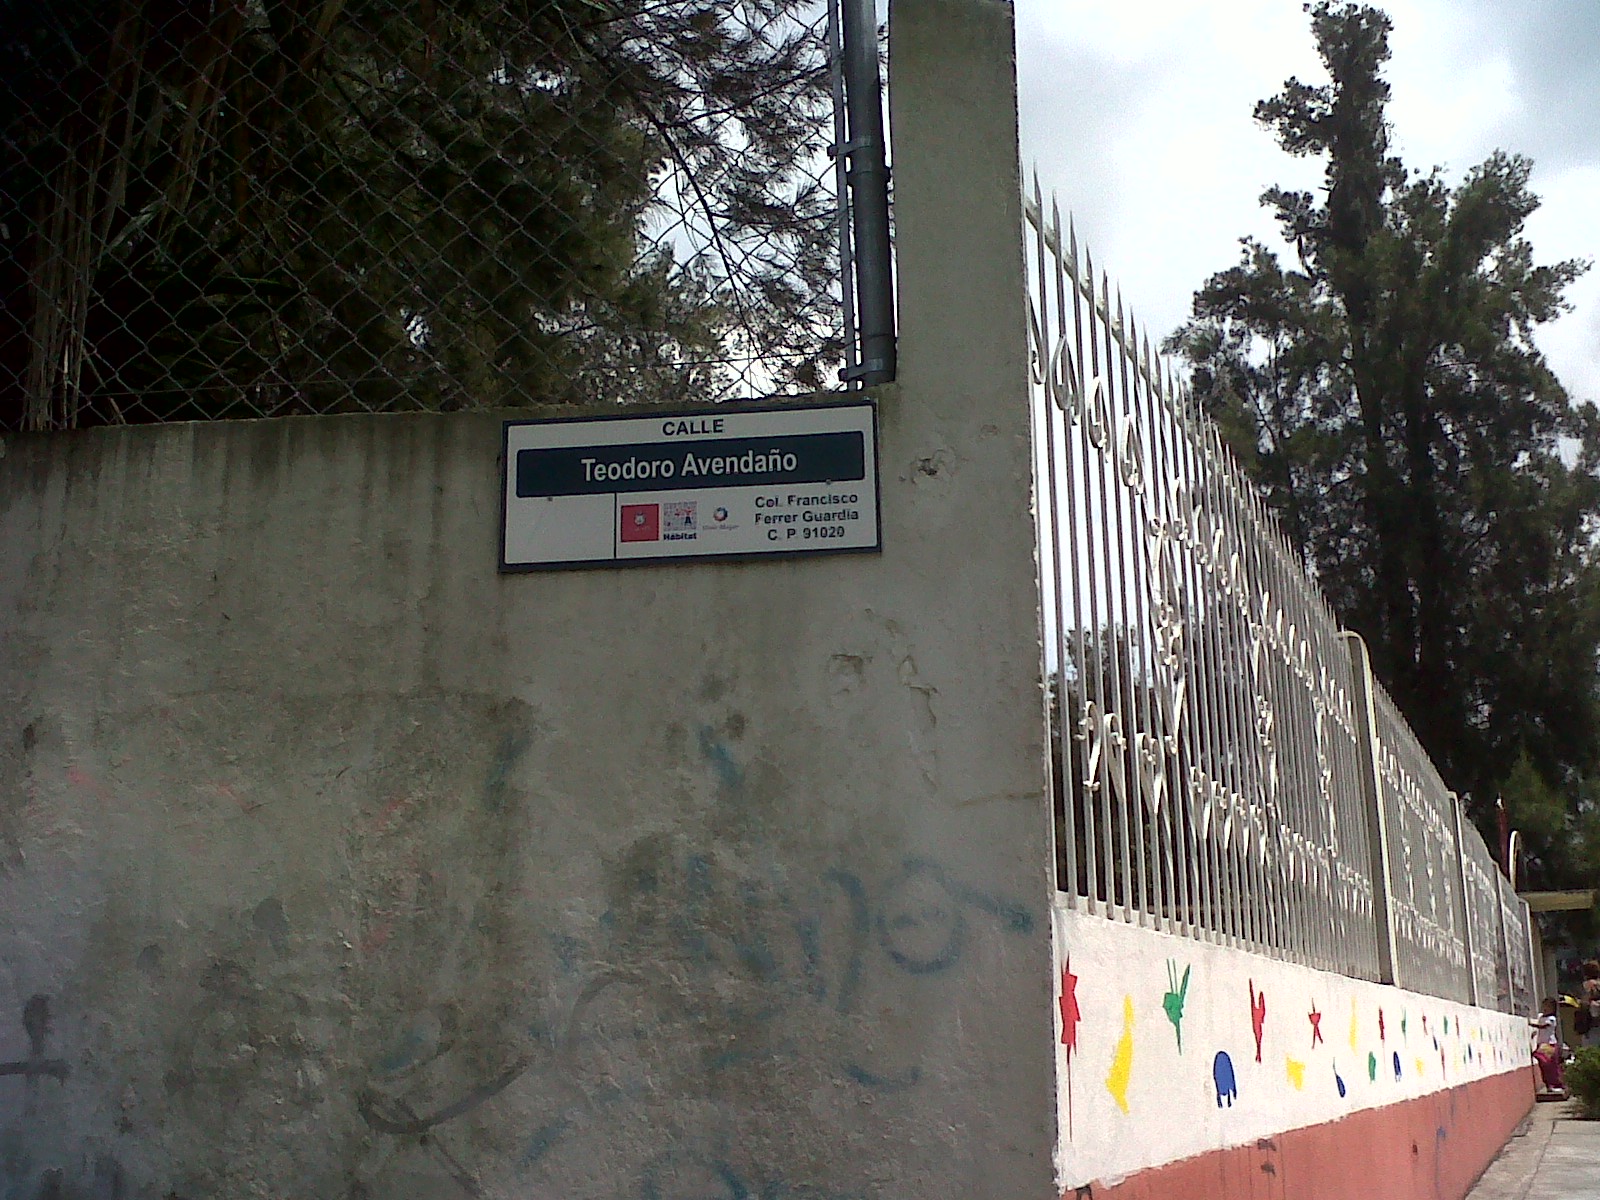 CALLE
Teodoro Avendaño
Col. Francisco
Ferrer Guardia
C. P. 91020
Hábitat